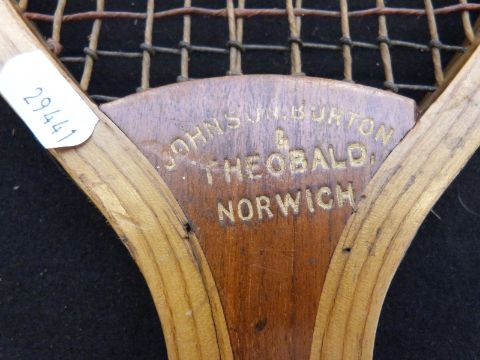 29441
JOHNSON. BURTON
&
THEOBALD.
NORWICH